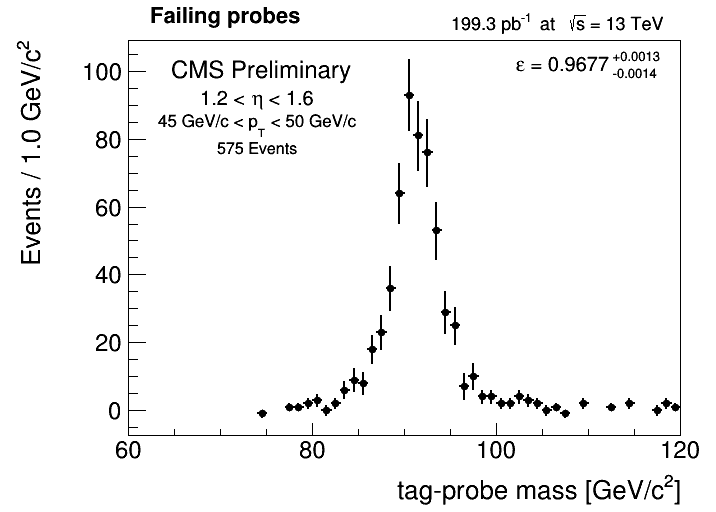 Failing probes
199.3 pb⁻¹ at √s = 13 TeV
CMS Preliminary
1.2 < η < 1.6
45 GeV/c < p_T < 50 GeV/c
575 Events
ε = 0.9677 +0.0013 -0.0014
Events / 1.0 GeV/c²
100
80
60
40
20
0
60 80 100 120
tag-probe mass [GeV/c²]